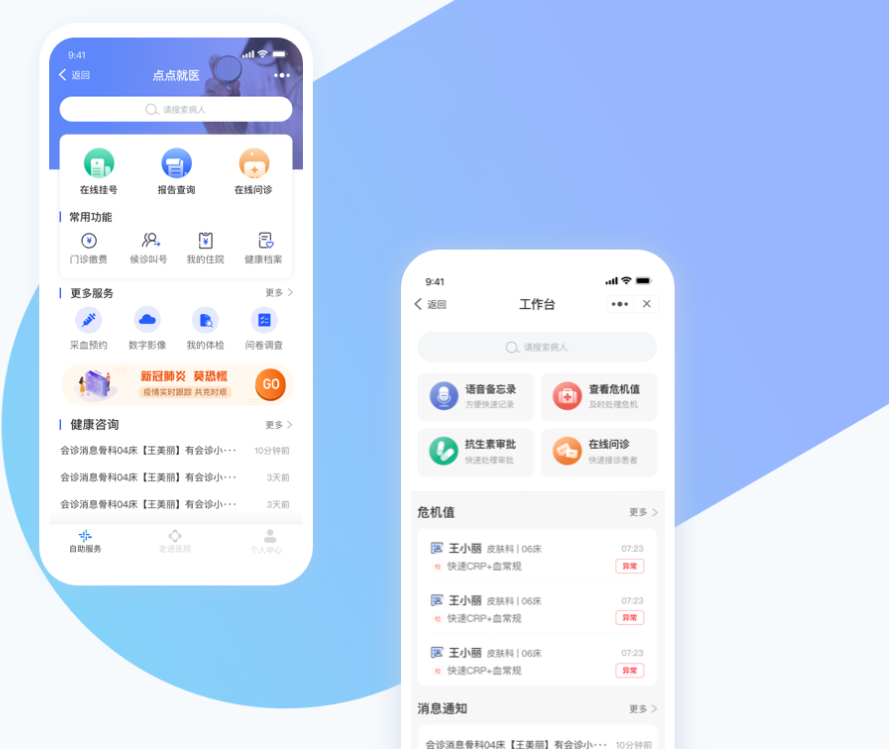 9:41
返回
点点就医
请搜索病人
在线挂号 报告查询 在线问诊
常用功能
门诊缴费 候诊叫号 我的住院 健康档案
更多服务 更多
采血预约 数字影像 我的体检 问卷调查
新冠肺炎 莫恐慌
疫情实时跟踪 共克时艰
GO
健康咨询 更多
会诊消息骨科04床【王美丽】有会诊小··· 10分钟前
会诊消息骨科04床【王美丽】有会诊小··· 3天前
会诊消息骨科04床【王美丽】有会诊小··· 3天前
自助服务 走进医院 个人中心
9:41
返回 工作台
请搜索病人
语音备忘录
方便快速记录
查看危机值
及时处理危机
抗生素审批
快速处理审批
在线问诊
快速接诊患者
危机值 更多
王小丽 皮肤科 | 06床 07:23
检 快速CRP+血常规 异常
王小丽 皮肤科 | 06床 07:23
检 快速CRP+血常规 异常
王小丽 皮肤科 | 06床 07:23
检 快速CRP+血常规 异常
消息通知 更多
会诊消息骨科04床【王美丽】有会诊小··· 10分钟前